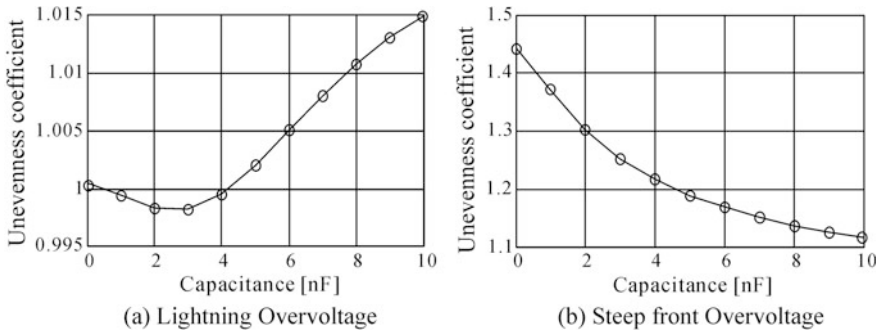 Unevenness coefficient
1.015
1.01
1.005
1
0.995
0 2 4 6 8 10
Capacitance [nF]
(a) Lightning Overvoltage
Unevenness coefficient
1.5
1.4
1.3
1.2
1.1
0 2 4 6 8 10
Capacitance [nF]
(b) Steep front Overvoltage